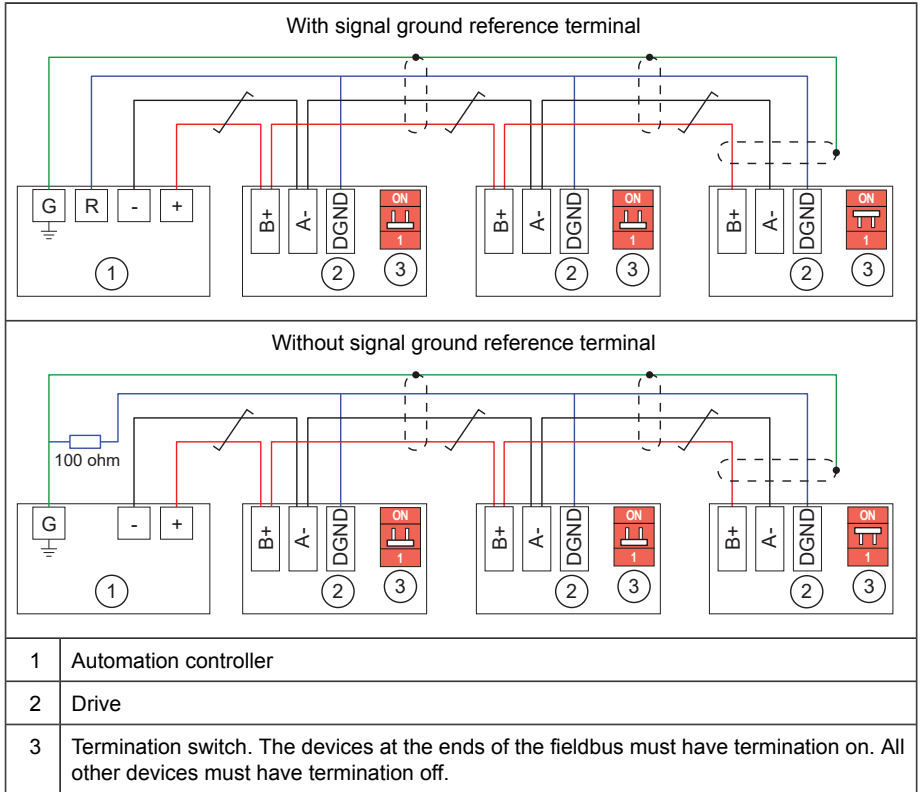 With signal ground reference terminal
G R - +
B+ A- DGND ON 1
B+ A- DGND ON 1
B+ A- DGND ON 1
1 2 3 2 3 2 3
Without signal ground reference terminal
100 ohm
G - +
B+ A- DGND ON 1
B+ A- DGND ON 1
B+ A- DGND ON 1
1 2 3 2 3 2 3
1 Automation controller
2 Drive
3 Termination switch. The devices at the ends of the fieldbus must have termination on. All
other devices must have termination off.